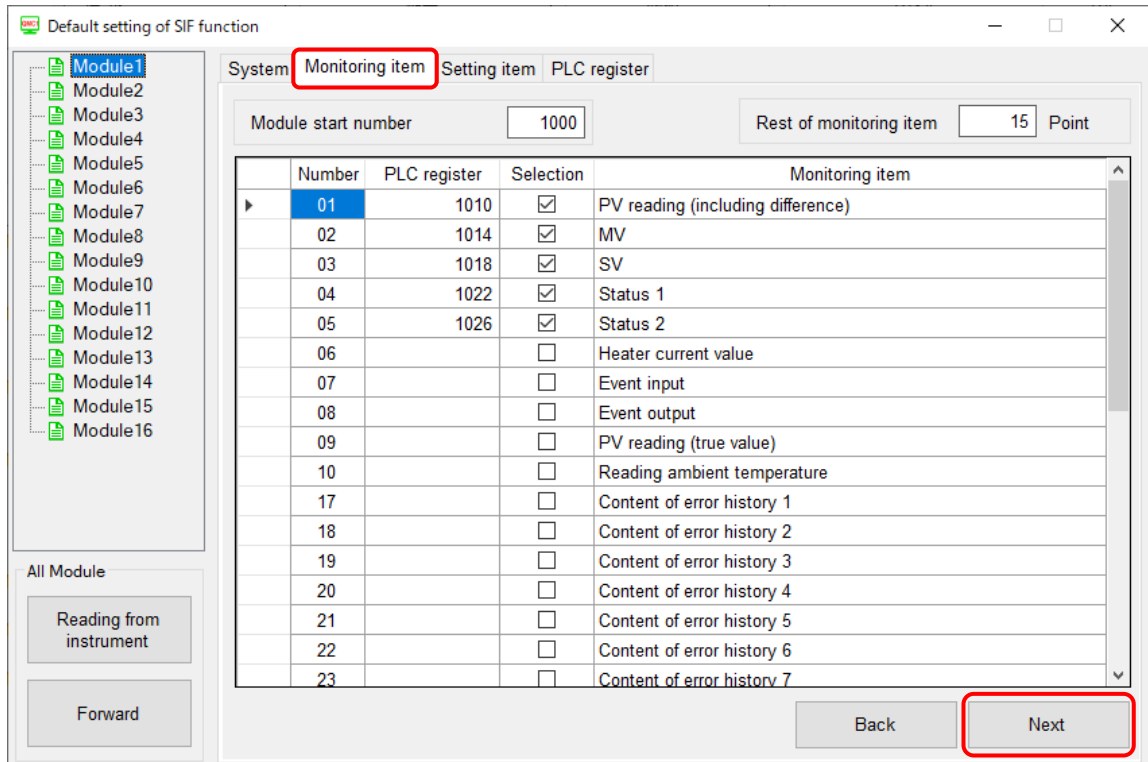 Default setting of SIF function
Module1
Module2
Module3
Module4
Module5
Module6
Module7
Module8
Module9
Module10
Module11
Module12
Module13
Module14
Module15
Module16
All Module
Reading from
instrument
Forward
System Monitoring item Setting item PLC register
Module start number 1000 Rest of monitoring item 15 Point
Number PLC register Selection Monitoring item
01 1010 PV reading (including difference)
02 1014 MV
03 1018 SV
04 1022 Status 1
05 1026 Status 2
06 Heater current value
07 Event input
08 Event output
09 PV reading (true value)
10 Reading ambient temperature
17 Content of error history 1
18 Content of error history 2
19 Content of error history 3
20 Content of error history 4
21 Content of error history 5
22 Content of error history 6
23 Content of error history 7
Back Next